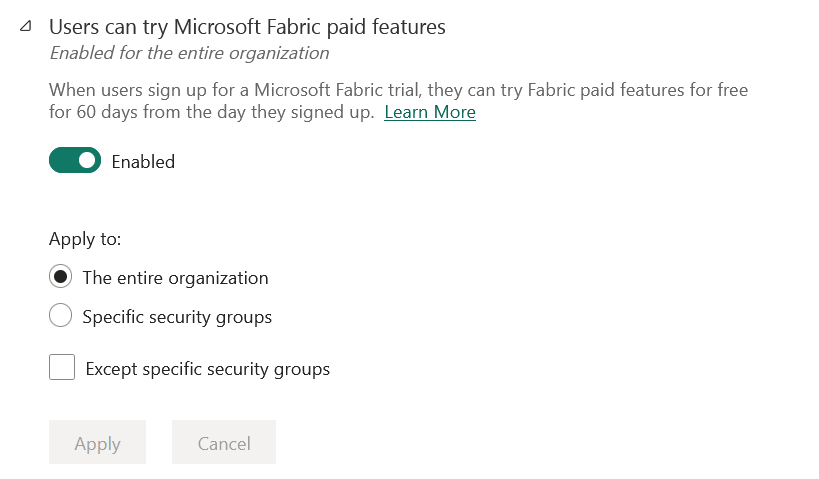 Users can try Microsoft Fabric paid features
Enabled for the entire organization
When users sign up for a Microsoft Fabric trial, they can try Fabric paid features for free
for 60 days from the day they signed up. Learn More
Enabled
Apply to:
The entire organization
Specific security groups
Except specific security groups
Apply Cancel